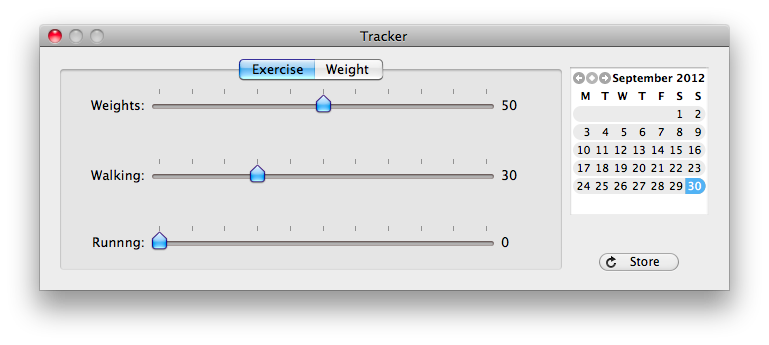 Tracker
Exercise Weight
Weights: 50
Walking: 30
Runnng: 0
September 2012
M T W T F S S
1 2
3 4 5 6 7 8 9
10 11 12 13 14 15 16
17 18 19 20 21 22 23
24 25 26 27 28 29 30
Store